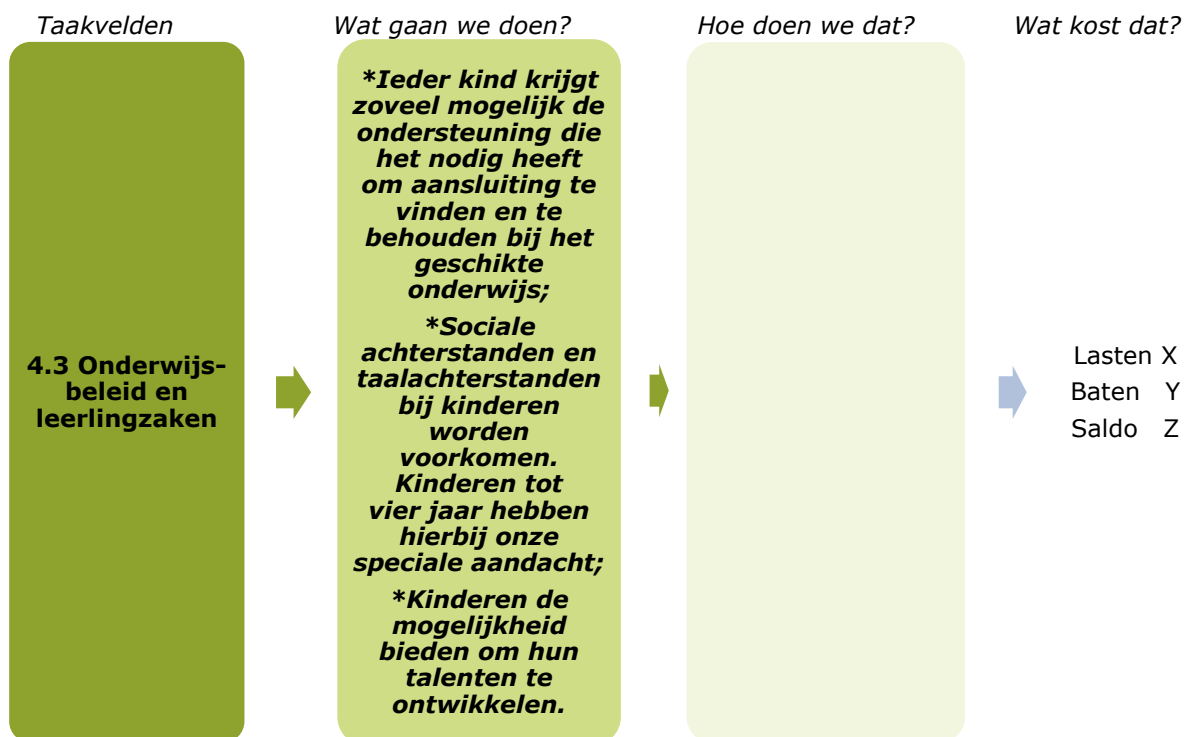 Taakvelden
Wat gaan we doen?
Hoe doen we dat?
Wat kost dat?
4.3 Onderwijs-
beleid en
leerlingzaken
*Ieder kind krijgt
zoveel mogelijk de
ondersteuning die
het nodig heeft
om aansluiting te
vinden en te
behouden bij het
geschikte
onderwijs;
*Sociale
achterstanden en
taalachterstanden
bij kinderen
worden
voorkomen.
Kinderen tot
vier jaar hebben
hierbij onze
speciale aandacht;
*Kinderen de
mogelijkheid
bieden om hun
talenten te
ontwikkelen.
Lasten X
Baten Y
Saldo Z